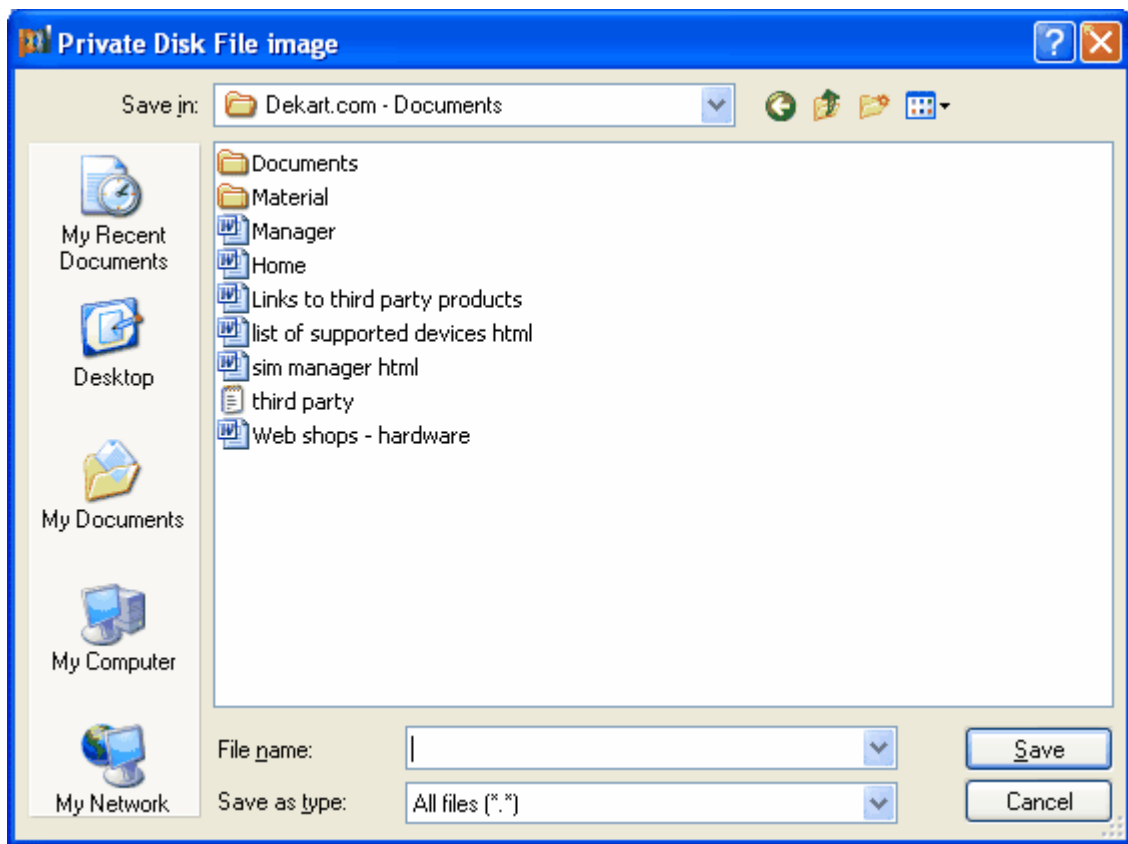 Private Disk File image
Save in:
Dekart.com - Documents
My Recent
Documents
Desktop
My Documents
My Computer
My Network
Documents
Material
Manager
Home
Links to third party products
list of supported devices html
sim manager html
third party
Web shops - hardware
File name:
Save
Save as type:
All files (*.*)
Cancel